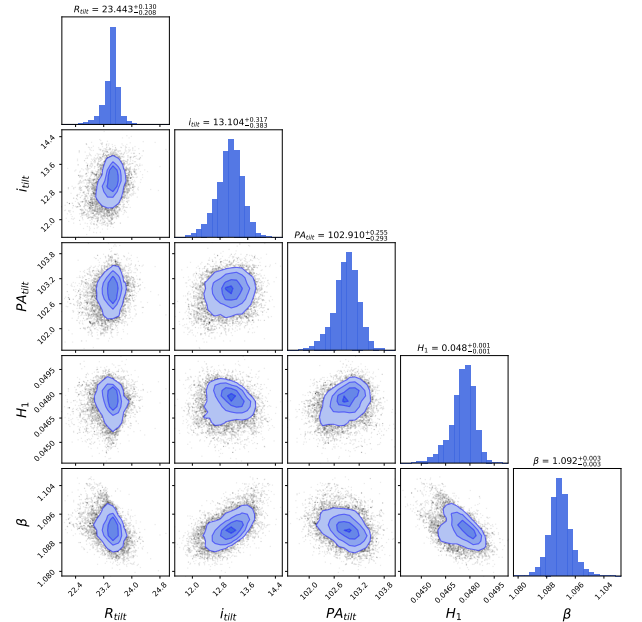 R_tilt = 23.443^{+0.130}_{-0.208}
i_tilt = 13.104^{+0.317}_{-0.383}
14.4
13.6
12.8
12.0
i_tilt
PA_tilt = 102.910^{+0.255}_{-0.293}
103.8
103.2
102.6
102.0
PA_tilt
H_1 = 0.048^{+0.001}_{-0.001}
0.0495
0.0480
0.0465
0.0450
H_1
β = 1.092^{+0.003}_{-0.003}
1.104
1.096
1.088
1.080
β
22.4 23.2 24.0 24.8
12.0 12.8 13.6 14.4
102.0 102.6 103.2 103.8
0.0450 0.0465 0.0480 0.0495
1.080 1.088 1.096 1.104
R_tilt i_tilt PA_tilt H_1 β